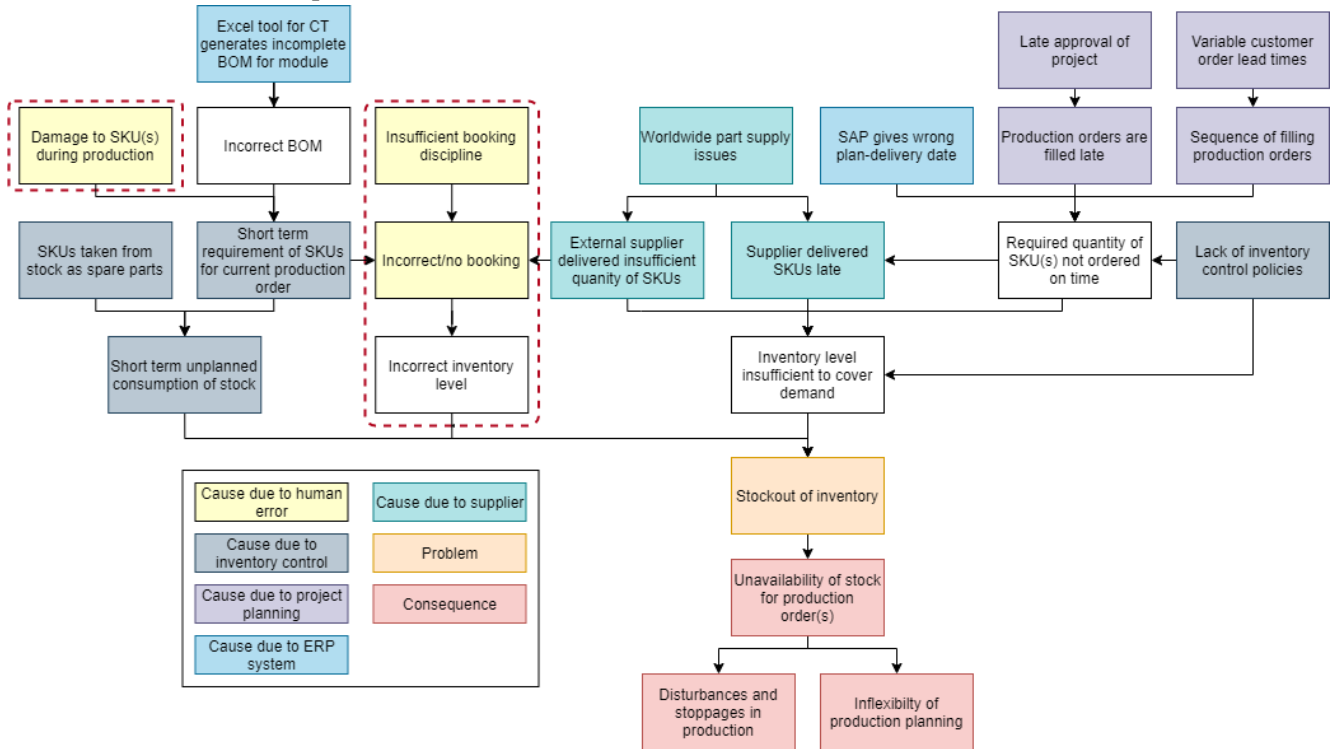 Excel tool for CT
generates incomplete
BOM for module
Late approval of
project
Variable customer
order lead times
Damage to SKU(s)
during production
Incorrect BOM
Insufficient booking
discipline
Worldwide part supply
issues
SAP gives wrong
plan-delivery date
Production orders are
filled late
Sequence of filling
production orders
SKUs taken from
stock as spare parts
Short term
requirement of SKUs
for current production
order
Incorrect/no booking
External supplier
delivered insufficient
quanity of SKUs
Supplier delivered
SKUs late
Required quantity of
SKU(s) not ordered
on time
Lack of inventory
control policies
Short term unplanned
consumption of stock
Incorrect inventory
level
Inventory level
insufficient to cover
demand
Stockout of inventory
Cause due to human
error
Cause due to supplier
Cause due to
inventory control
Problem
Cause due to project
planning
Consequence
Cause due to ERP
system
Unavailability of stock
for production
order(s)
Disturbances and
stoppages in
production
Inflexibilty of
production planning